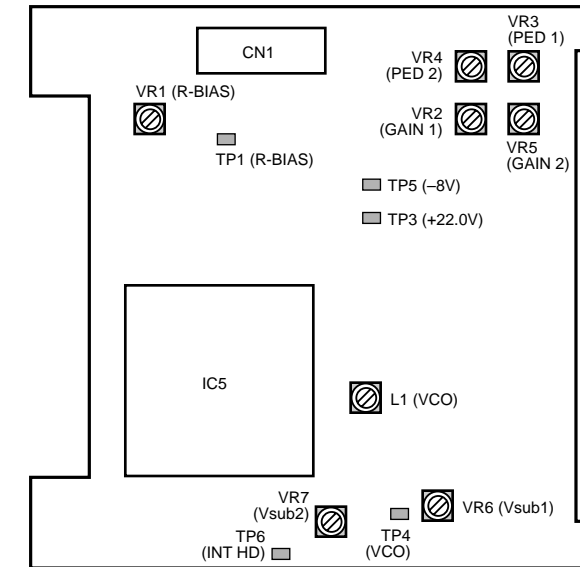 VR3
(PED 1)
CN1
VR4
(PED 2)
VR1 (R-BIAS)
VR2
(GAIN 1)
TP1 (R-BIAS)
VR5
(GAIN 2)
TP5 (–8V)
TP3 (+22.0V)
IC5
L1 (VCO)
VR7
(Vsub2)
VR6 (Vsub1)
TP6
(INT HD)
TP4
(VCO)